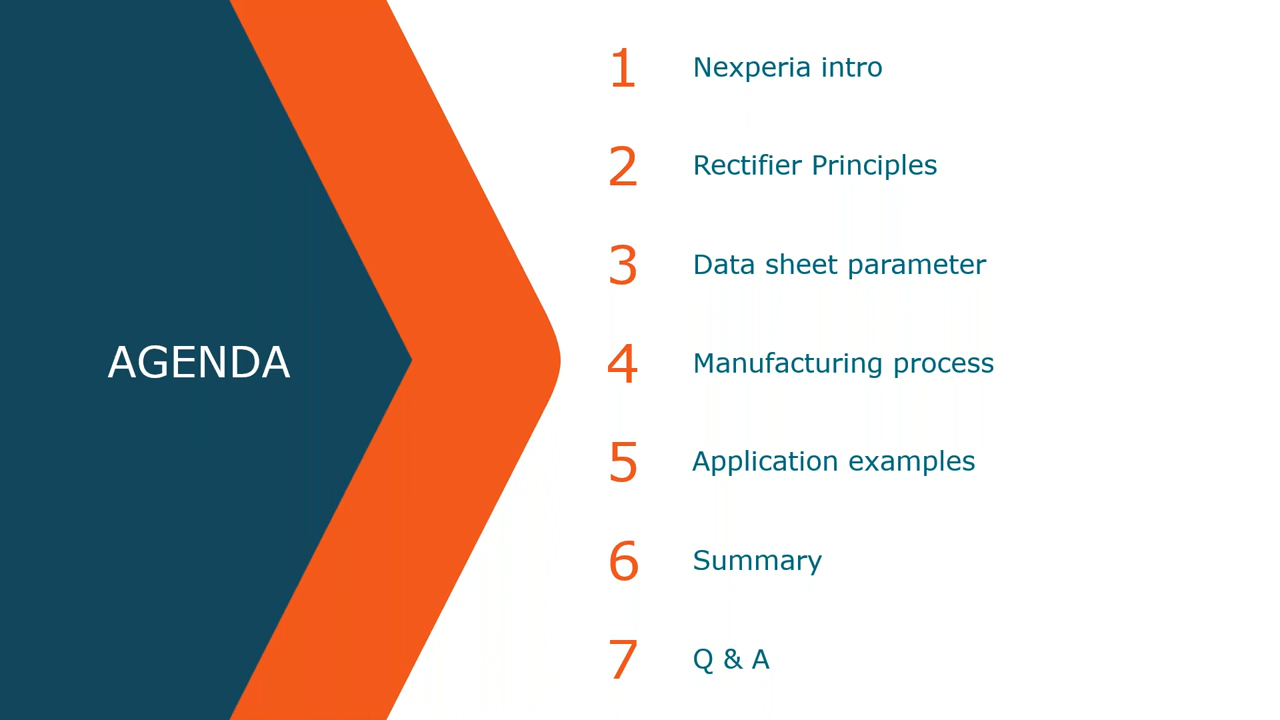 AGENDA
1 Nexperia intro
2 Rectifier Principles
3 Data sheet parameter
4 Manufacturing process
5 Application examples
6 Summary
7 Q & A